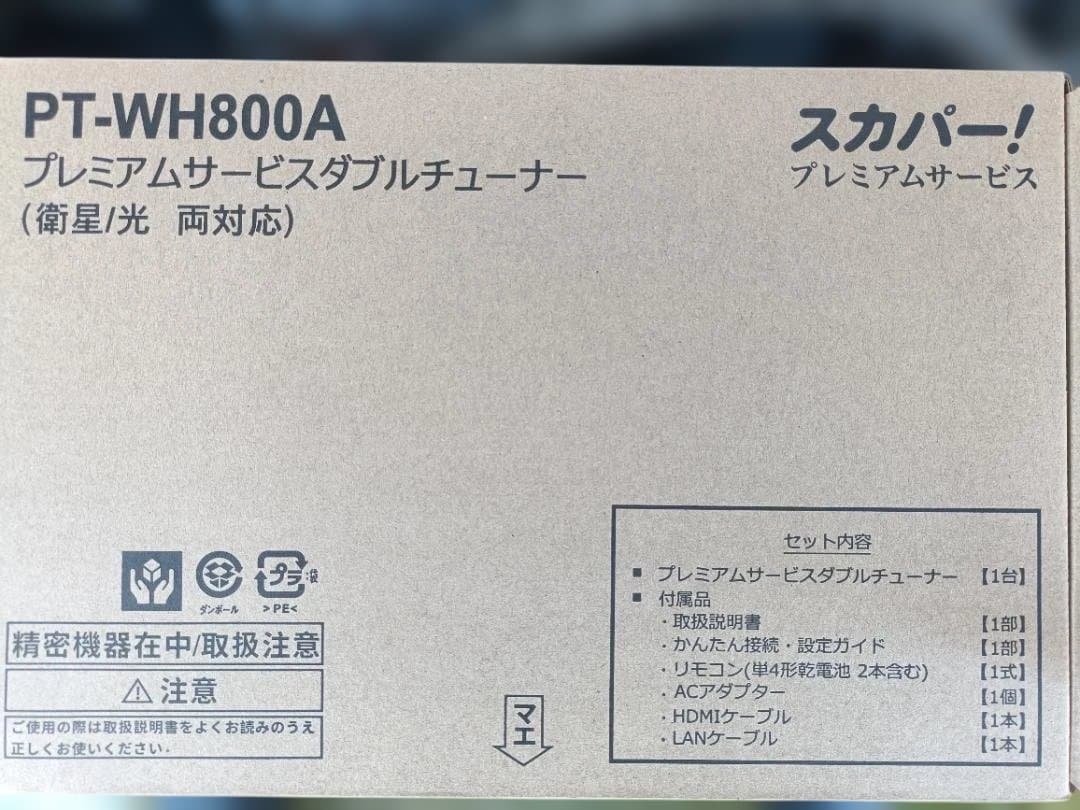 PT-WH800A
プレミアムサービスダブルチューナー
(衛星/光 両対応)
スカパー!
プレミアムサービス
ダンボール
プラ
袋
>PE<
精密機器在中/取扱注意
⚠注意
ご使用の際は取扱説明書をよくお読みのうえ
正しくお使いください.
マエ
セット内容
■ プレミアムサービスダブルチューナー 【1台】
■ 付属品
・取扱説明書 【1部】
・かんたん接続・設定ガイド 【1部】
・リモコン(単4形乾電池 2本含む) 【1式】
・ACアダプター 【1個】
・HDMIケーブル 【1本】
・LANケーブル 【1本】